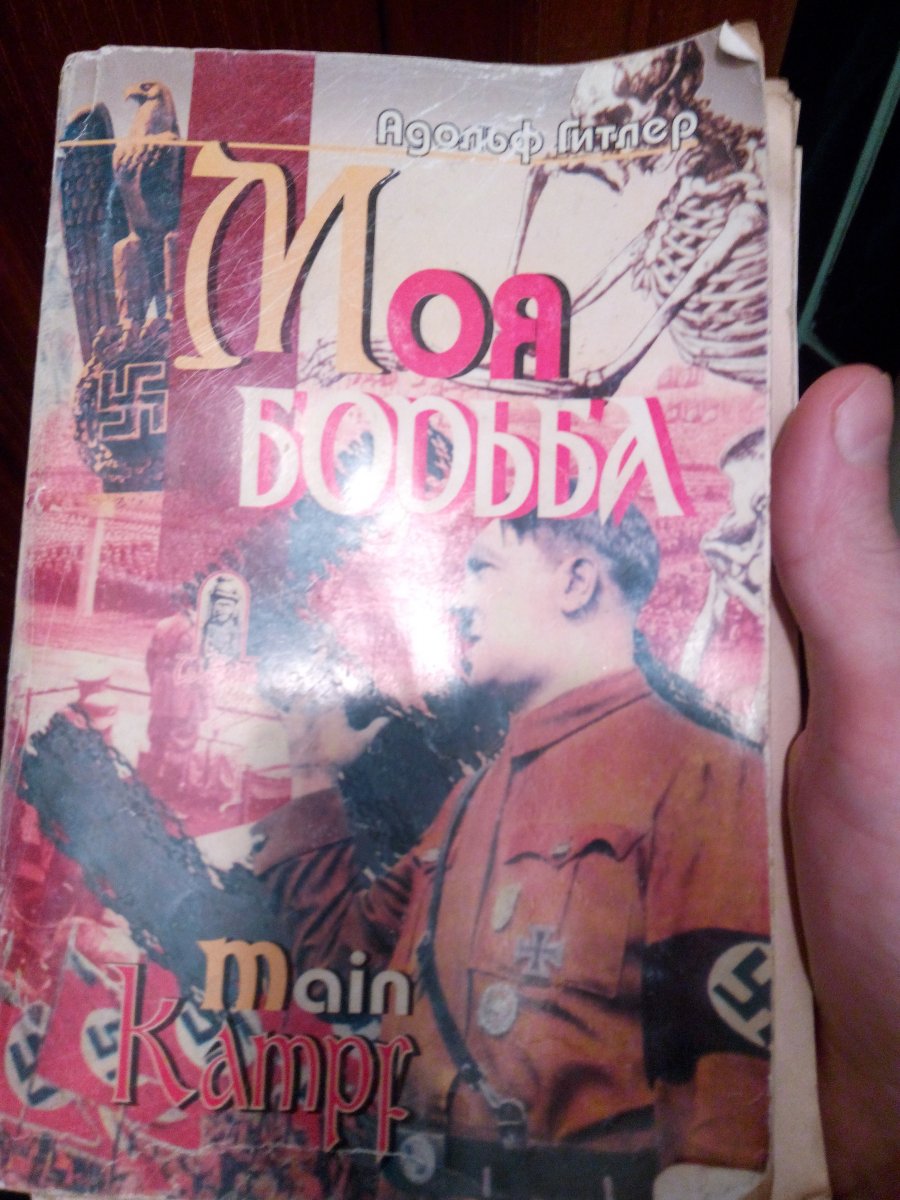 Адольф Гитлер
Моя
БОРЬБА
main
Kampf